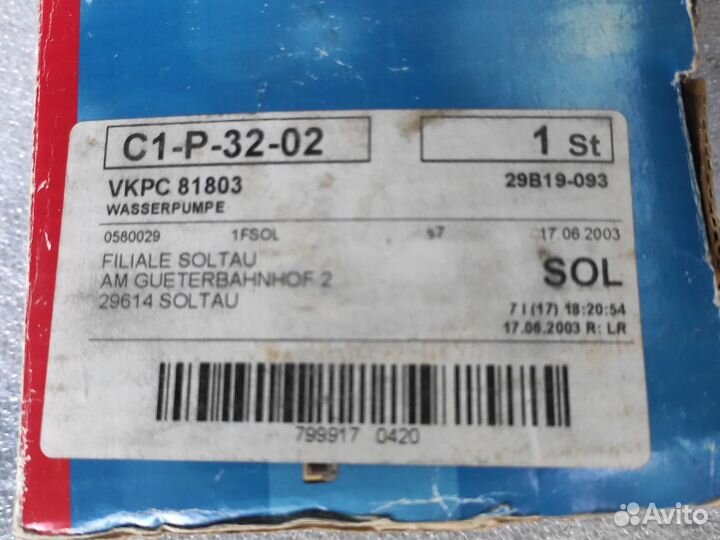 C1-P-32-02 1 St
VKPC 81803 29B19-093
WASSERPUMPE
0580029 1FSOL s7 17.06.2003
FILIALE SOLTAU SOL
AM GUETERBAHNHOF 2
29614 SOLTAU 7 I (17) 18:20:54
17.06.2003 R: LR
799917 0420
Avito